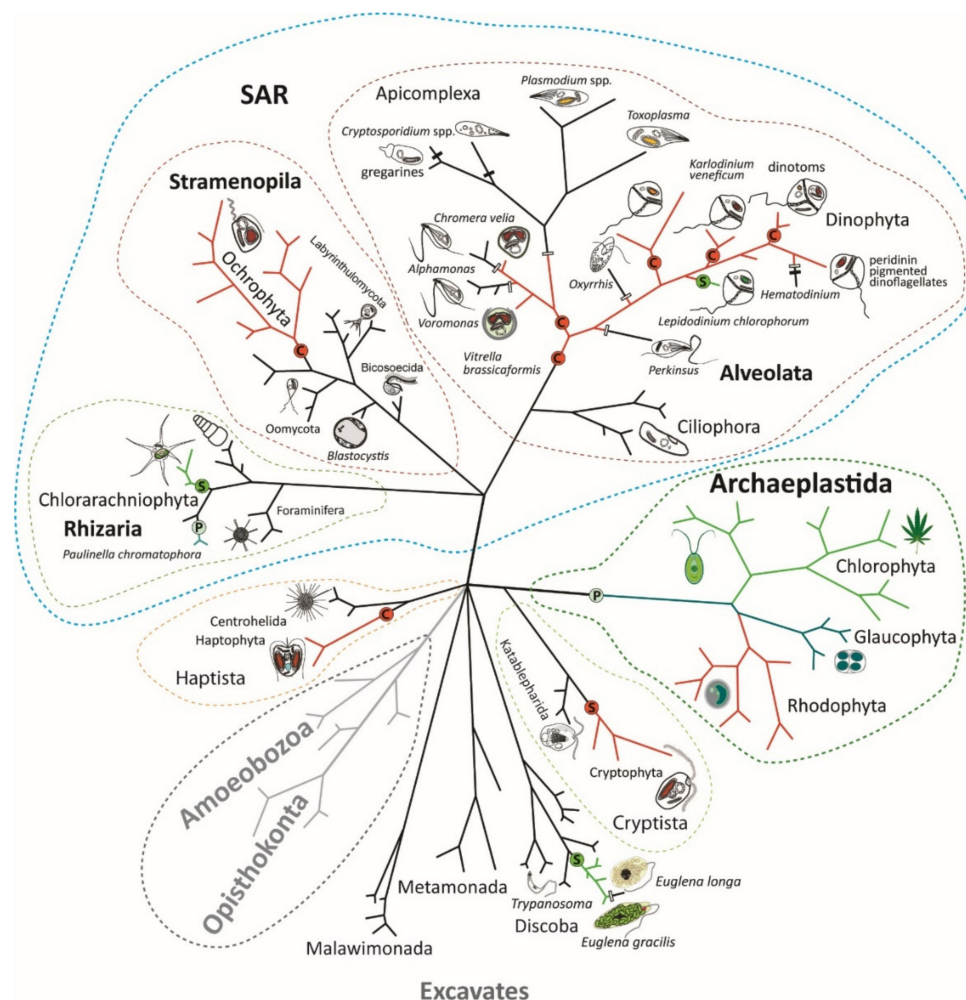 SAR
Apicomplexa
Plasmodium spp.
Cryptosporidium spp.
Toxoplasma
gregarines
Karlodinium
veneficum
dinotoms
Stramenopila
Dinophyta
Chromera velia
Ochrophyta
Labyrinthulomycota
C
C
C
Alphamonas
Oxyrrhis
C
S
Hematodinium
peridinin
pigmented
dinoflagellates
Voromonas
Lepidodinium chlorophorum
C
C
C
Vitrella
brassicaformis
Perkinsus
Alveolata
Bicosoecida
Oomycota
Blastocystis
Ciliophora
Chlorarachniophyta
S
Foraminifera
Rhizaria
P
Paulinella chromatophora
Archaeplastida
Chlorophyta
P
Centrohelida
C
Haptophyta
Haptista
Glaucophyta
Rhodophyta
Katablepharida
S
Cryptophyta
Cryptista
Amoebozoa
Opisthokonta
Metamonada
S
Trypanosoma
Euglena longa
Discoba
Euglena gracilis
Malawimonada
Excavates